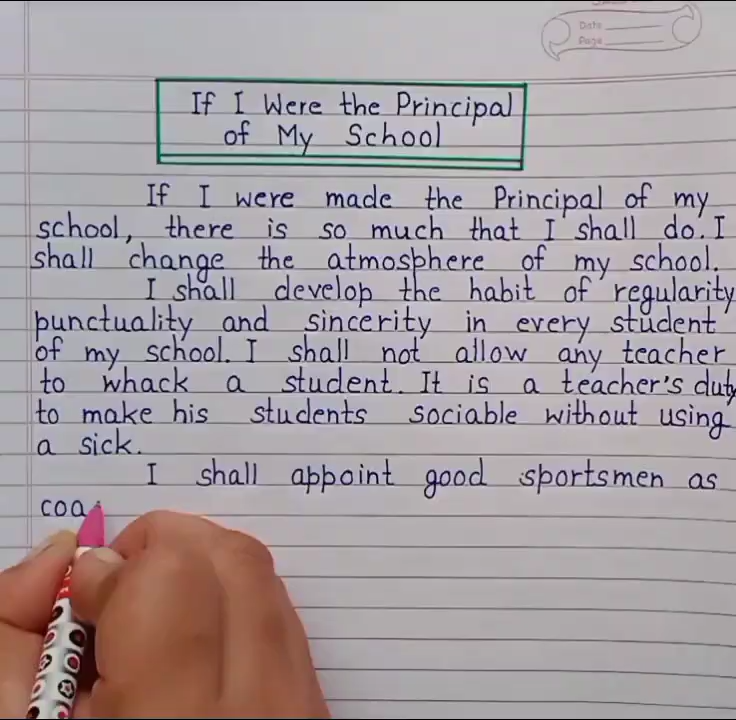 Date
Page
If I Were the Principal
of My School
If I were made the Principal of my
school, there is so much that I shall do. I
shall change the atmosphere of my school.
I shall develop the habit of regularity
punctuality and sincerity in every student
of my school. I shall not allow any teacher
to whack a student. It is a teacher's duty
to make his students sociable without using
a sick.
I shall appoint good sportsmen as
coa